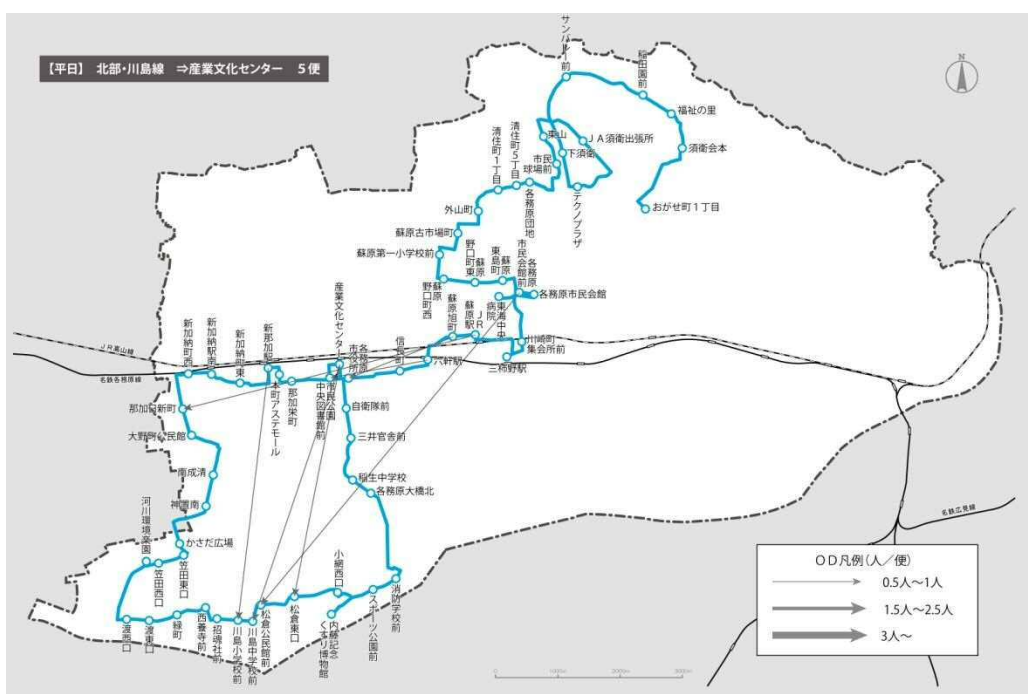 【平日】 北部・川島線 ⇒産業文化センター 5便
N
サンバレー前
稲田園前
福祉の里
須衛会本
おがせ町1丁目
東山
JA須衛出張所
下須衛
市民球場前
テクノプラザ
清住町5丁目
清住町1丁目
各務原団地
外山町
蘇原古市場町
蘇原第一小学校前
蘇原野口町西
蘇原野口町東
蘇原東島町
各務原市民会館前
各務原市民会館
東海中央病院
川崎町集会所前
三柿野駅
JR蘇原駅
蘇原旭町
六軒駅
信長町
各務原市役所
産業文化センター
市民公園
中央図書館前
那加栄町
本町アステモール
新那加駅
新加納町東
新加納駅南
新加納町西
JR高山線
名鉄各務原線
那加日新町
大野町公民館
南成清
神置南
かさだ広場
笠田東口
笠田西口
河川環境楽園
渡西口
渡東口
緑町
西養寺前
招魂社前
川島小学校前
川島中学校前
松倉公民館前
松倉東口
小網西口
内藤記念くすり博物館
スポーツ公園前
消防学校前
各務原大橋北
稲生中学校
三井官舎前
自衛隊前
名鉄広見線
OD凡例(人/便)
0.5人~1人
1.5人~2.5人
3人~
0
1000m
2000m
3000m